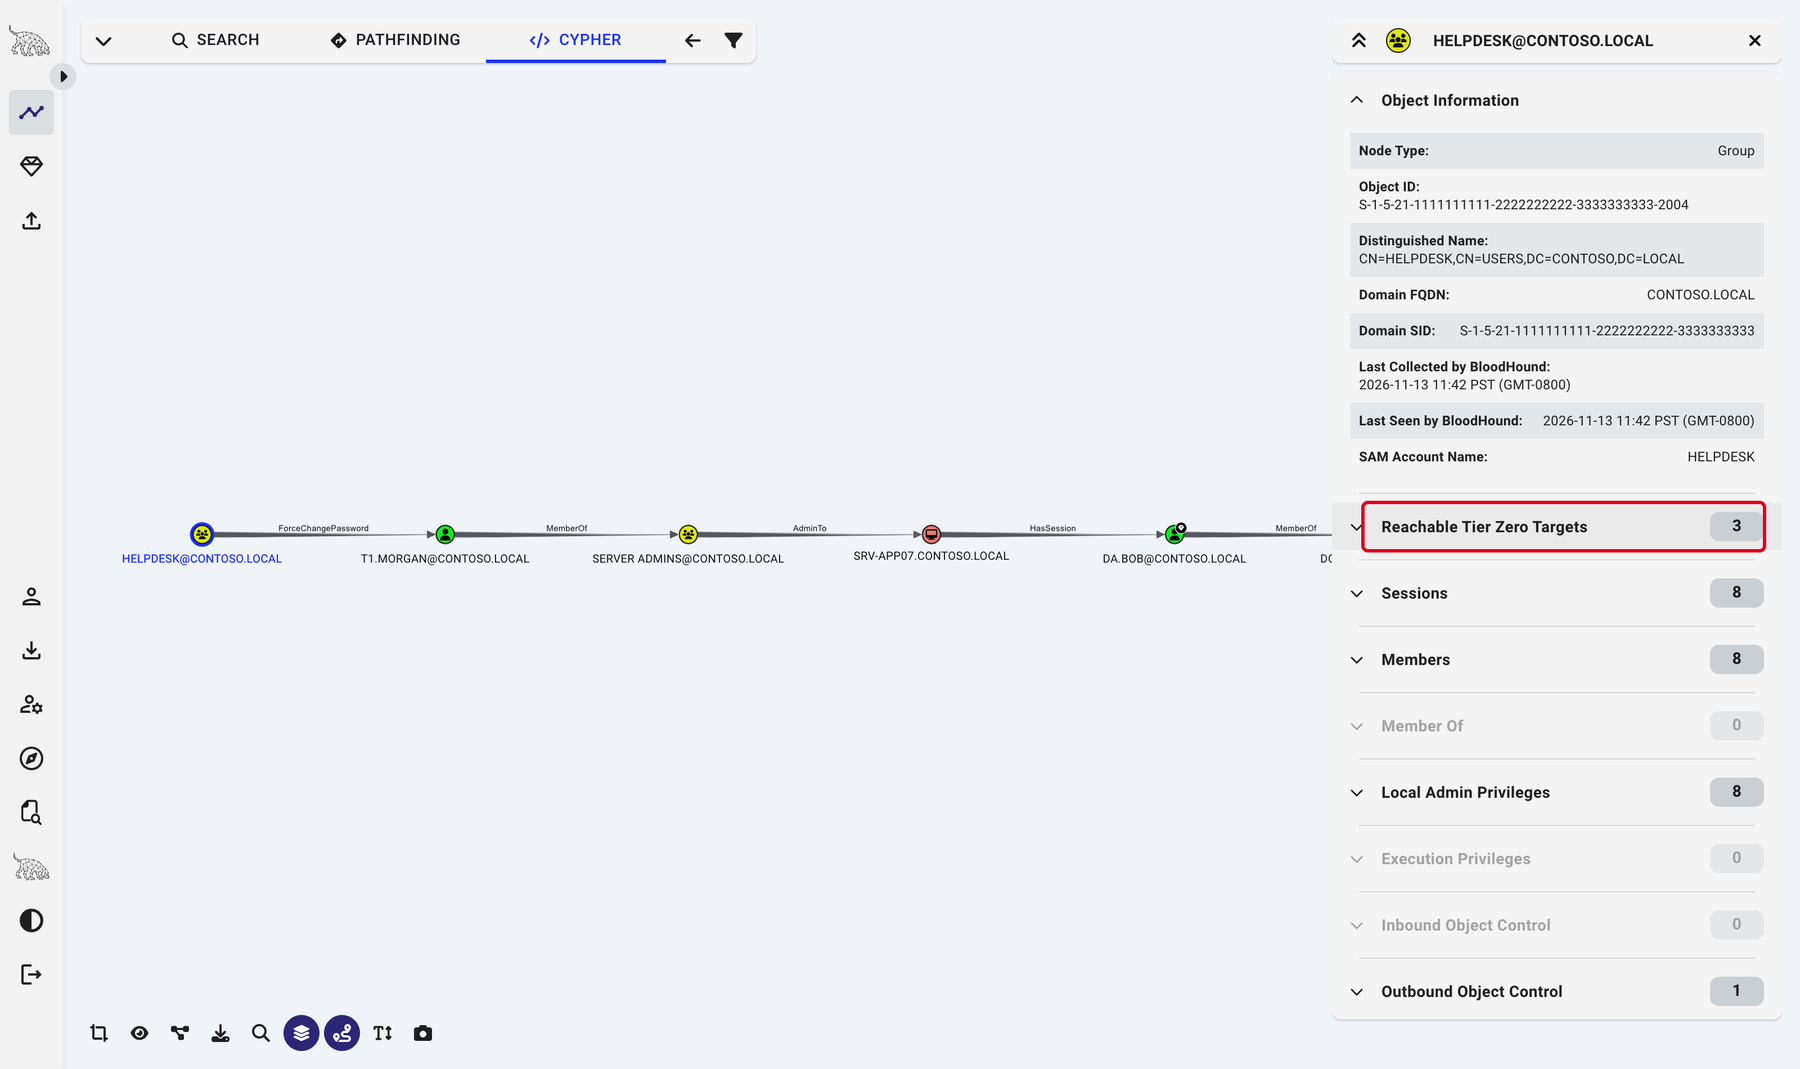 SEARCH
PATHFINDING
</> CYPHER
HELPDESK@CONTOSO.LOCAL
Object Information
Node Type: Group
Object ID:
S-1-5-21-1111111111-2222222222-3333333333-2004
Distinguished Name:
CN=HELPDESK,CN=USERS,DC=CONTOSO,DC=LOCAL
Domain FQDN: CONTOSO.LOCAL
Domain SID: S-1-5-21-1111111111-2222222222-3333333333
Last Collected by BloodHound:
2026-11-13 11:42 PST (GMT-0800)
Last Seen by BloodHound: 2026-11-13 11:42 PST (GMT-0800)
SAM Account Name: HELPDESK
ForceChangePassword
MemberOf
AdminTo
HasSession
MemberOf
HELPDESK@CONTOSO.LOCAL
T1.MORGAN@CONTOSO.LOCAL
SERVER ADMINS@CONTOSO.LOCAL
SRV-APP07.CONTOSO.LOCAL
DA.BOB@CONTOSO.LOCAL
Reachable Tier Zero Targets 3
Sessions 8
Members 8
Member Of 0
Local Admin Privileges 8
Execution Privileges 0
Inbound Object Control 0
Outbound Object Control 1